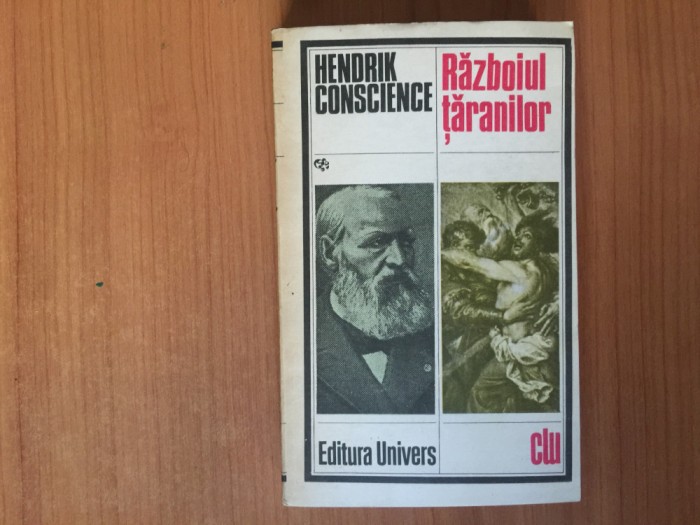 HENDRIK
CONSCIENCE
Războiul
țăranilor
Editura Univers
clu